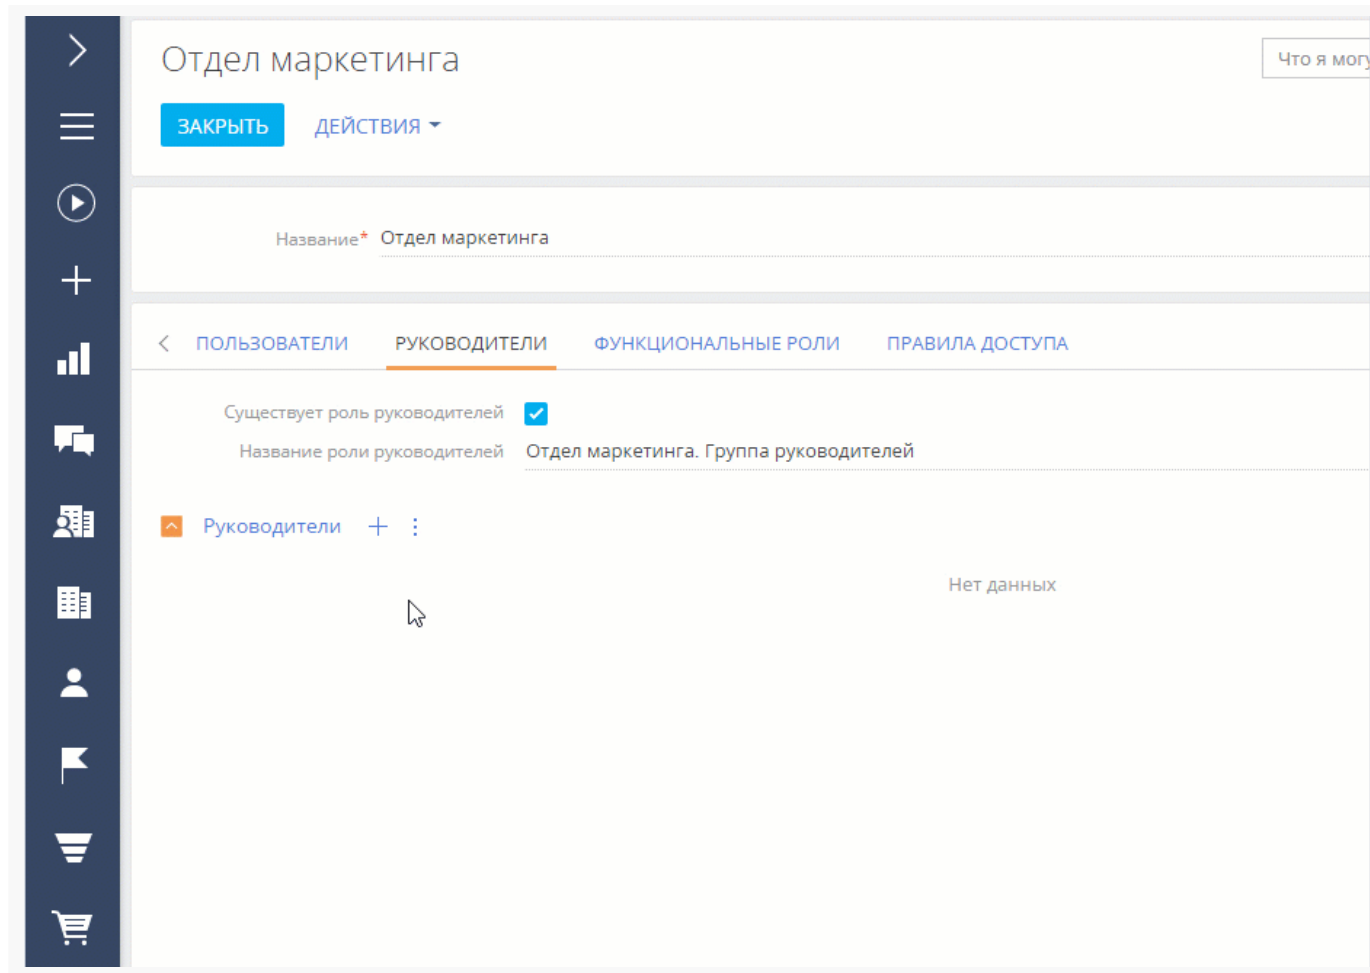 Отдел маркетинга
Что я могу
ЗАКРЫТЬ ДЕЙСТВИЯ
Название* Отдел маркетинга
ПОЛЬЗОВАТЕЛИ РУКОВОДИТЕЛИ ФУНКЦИОНАЛЬНЫЕ РОЛИ ПРАВИЛА ДОСТУПА
Существует роль руководителей
Название роли руководителей Отдел маркетинга. Группа руководителей
Руководители
Нет данных